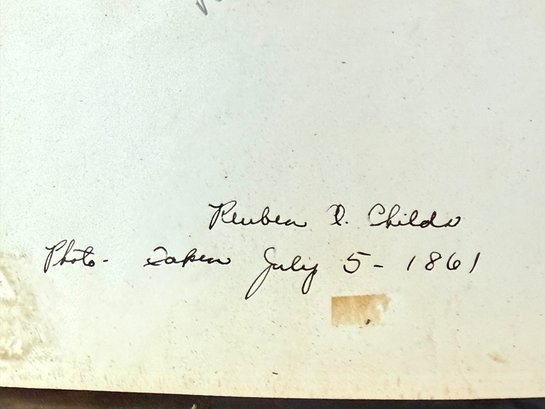 Reuben D. Childs
Photo- Taken July 5- 1861